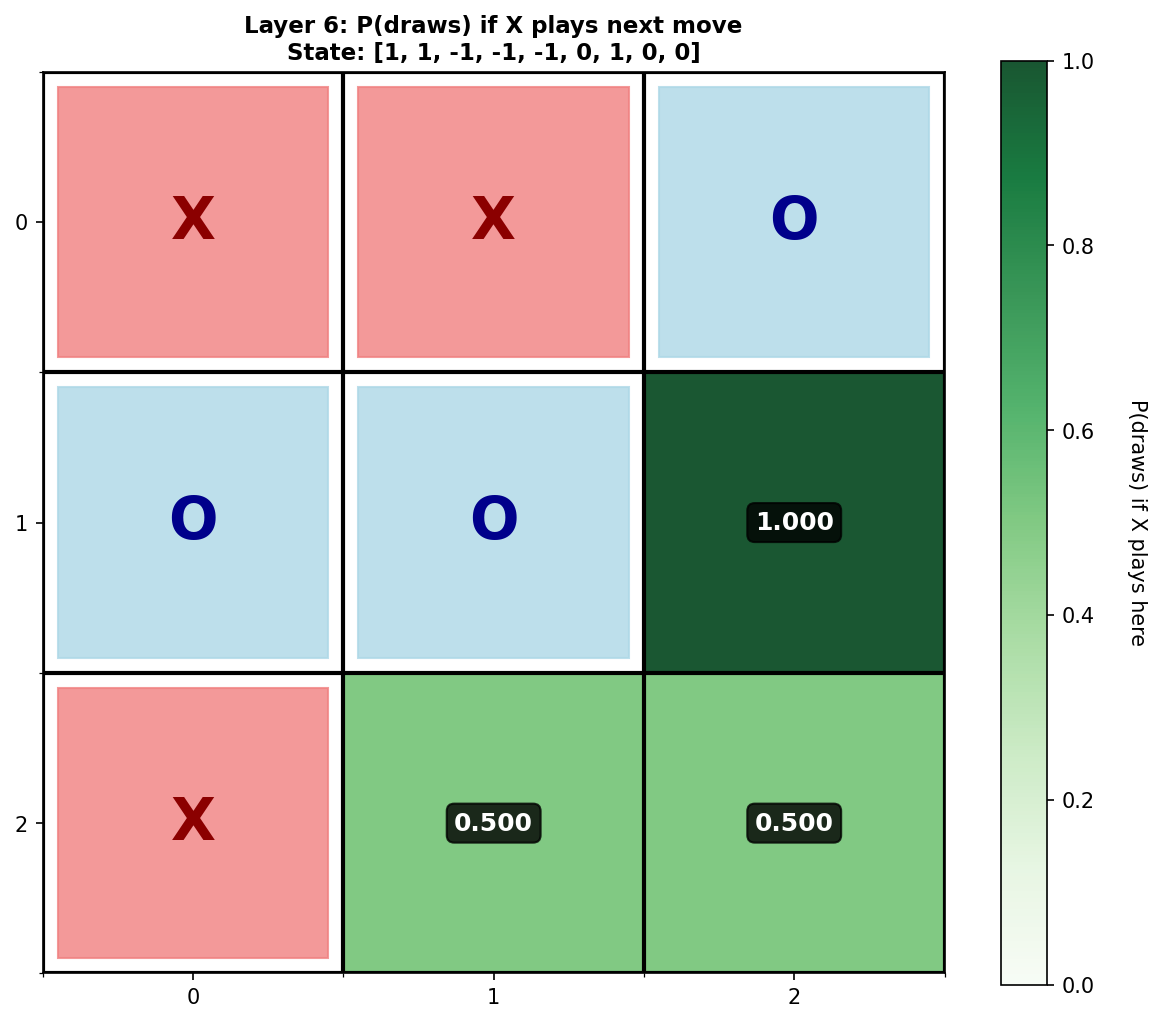 Layer 6: P(draws) if X plays next move
State: [1, 1, -1, -1, -1, 0, 1, 0, 0]
0
X
X
O
1
O
O
1.000
2
X
0.500
0.500
0
1
2
1.0
0.8
0.6
0.4
0.2
0.0
P(draws) if X plays here